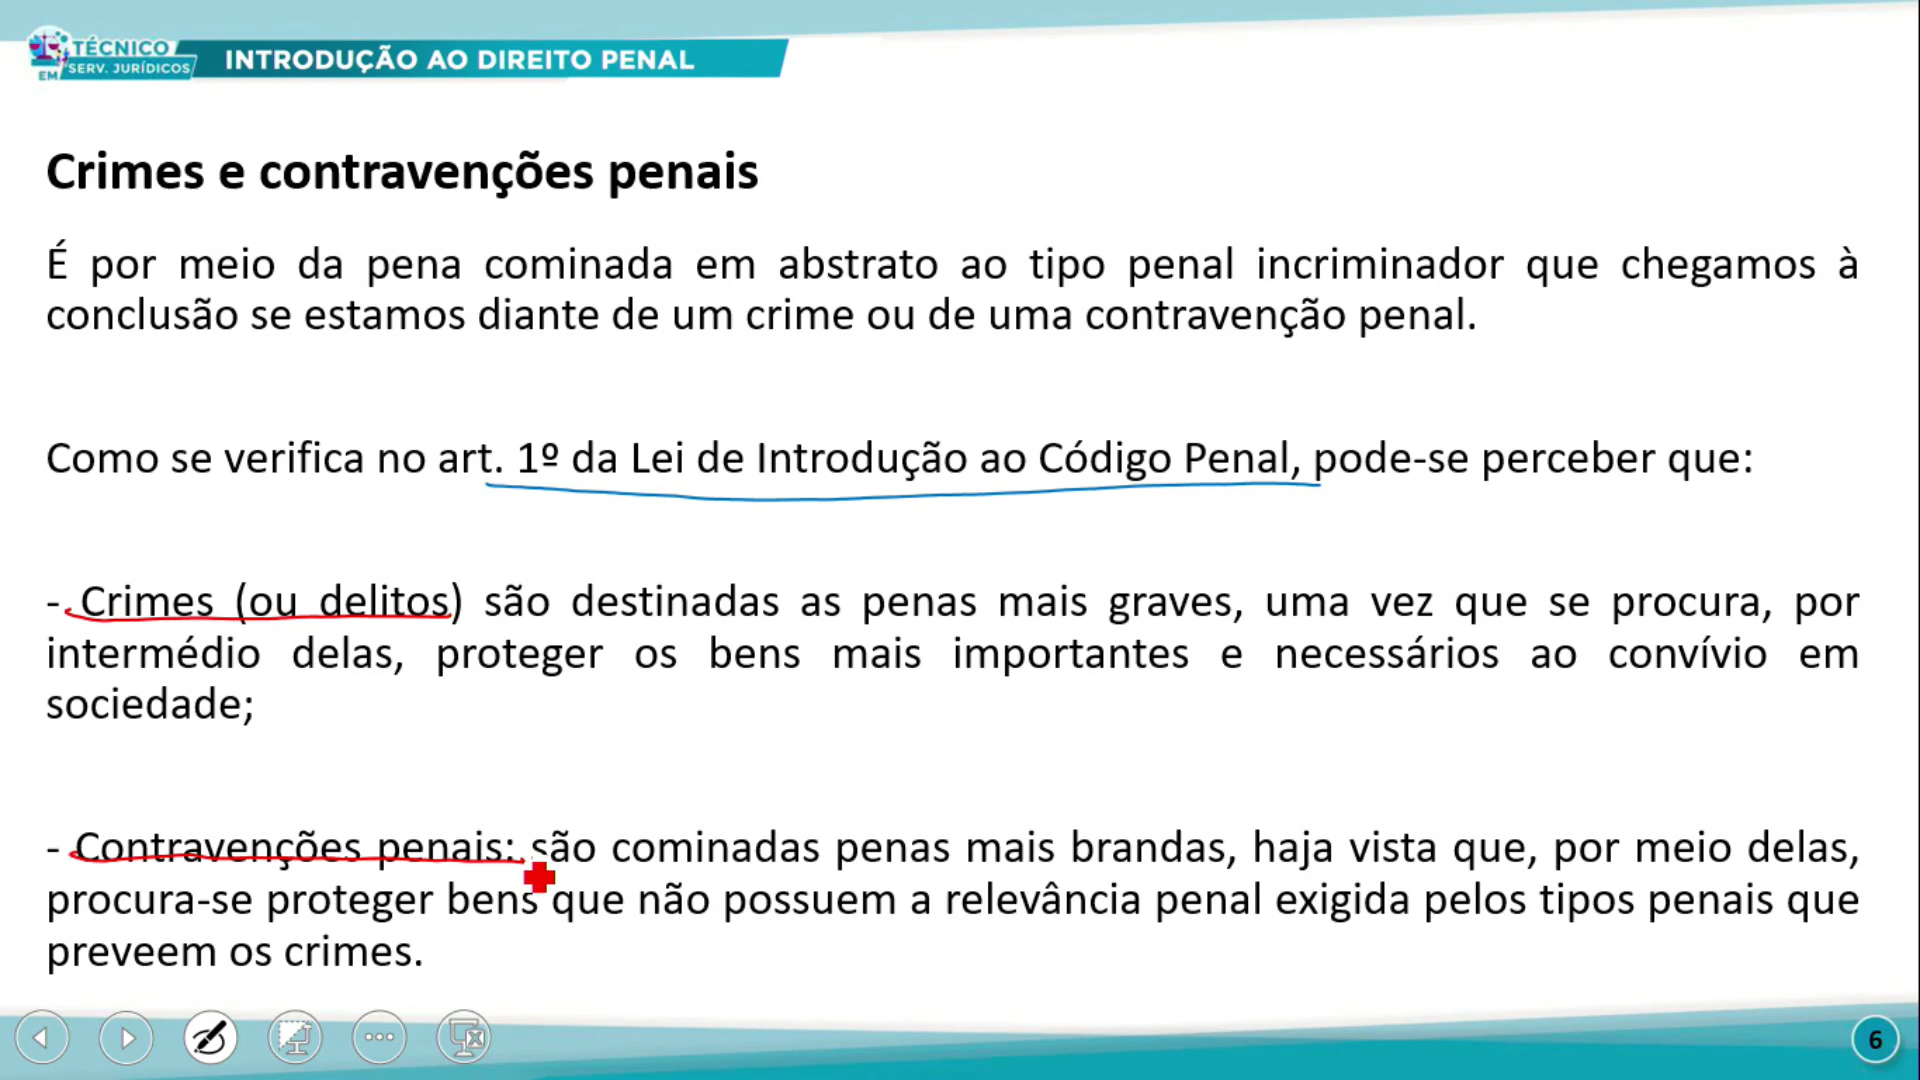 TÉCNICO
EM SERV. JURÍDICOS
INTRODUÇÃO AO DIREITO PENAL
Crimes e contravenções penais
É por meio da pena cominada em abstrato ao tipo penal incriminador que chegamos à
conclusão se estamos diante de um crime ou de uma contravenção penal.
Como se verifica no art. 1º da Lei de Introdução ao Código Penal, pode-se perceber que:
- Crimes (ou delitos) são destinadas as penas mais graves, uma vez que se procura, por
intermédio delas, proteger os bens mais importantes e necessários ao convívio em
sociedade;
- Contravenções penais: são cominadas penas mais brandas, haja vista que, por meio delas,
procura-se proteger bens que não possuem a relevância penal exigida pelos tipos penais que
preveem os crimes.
6